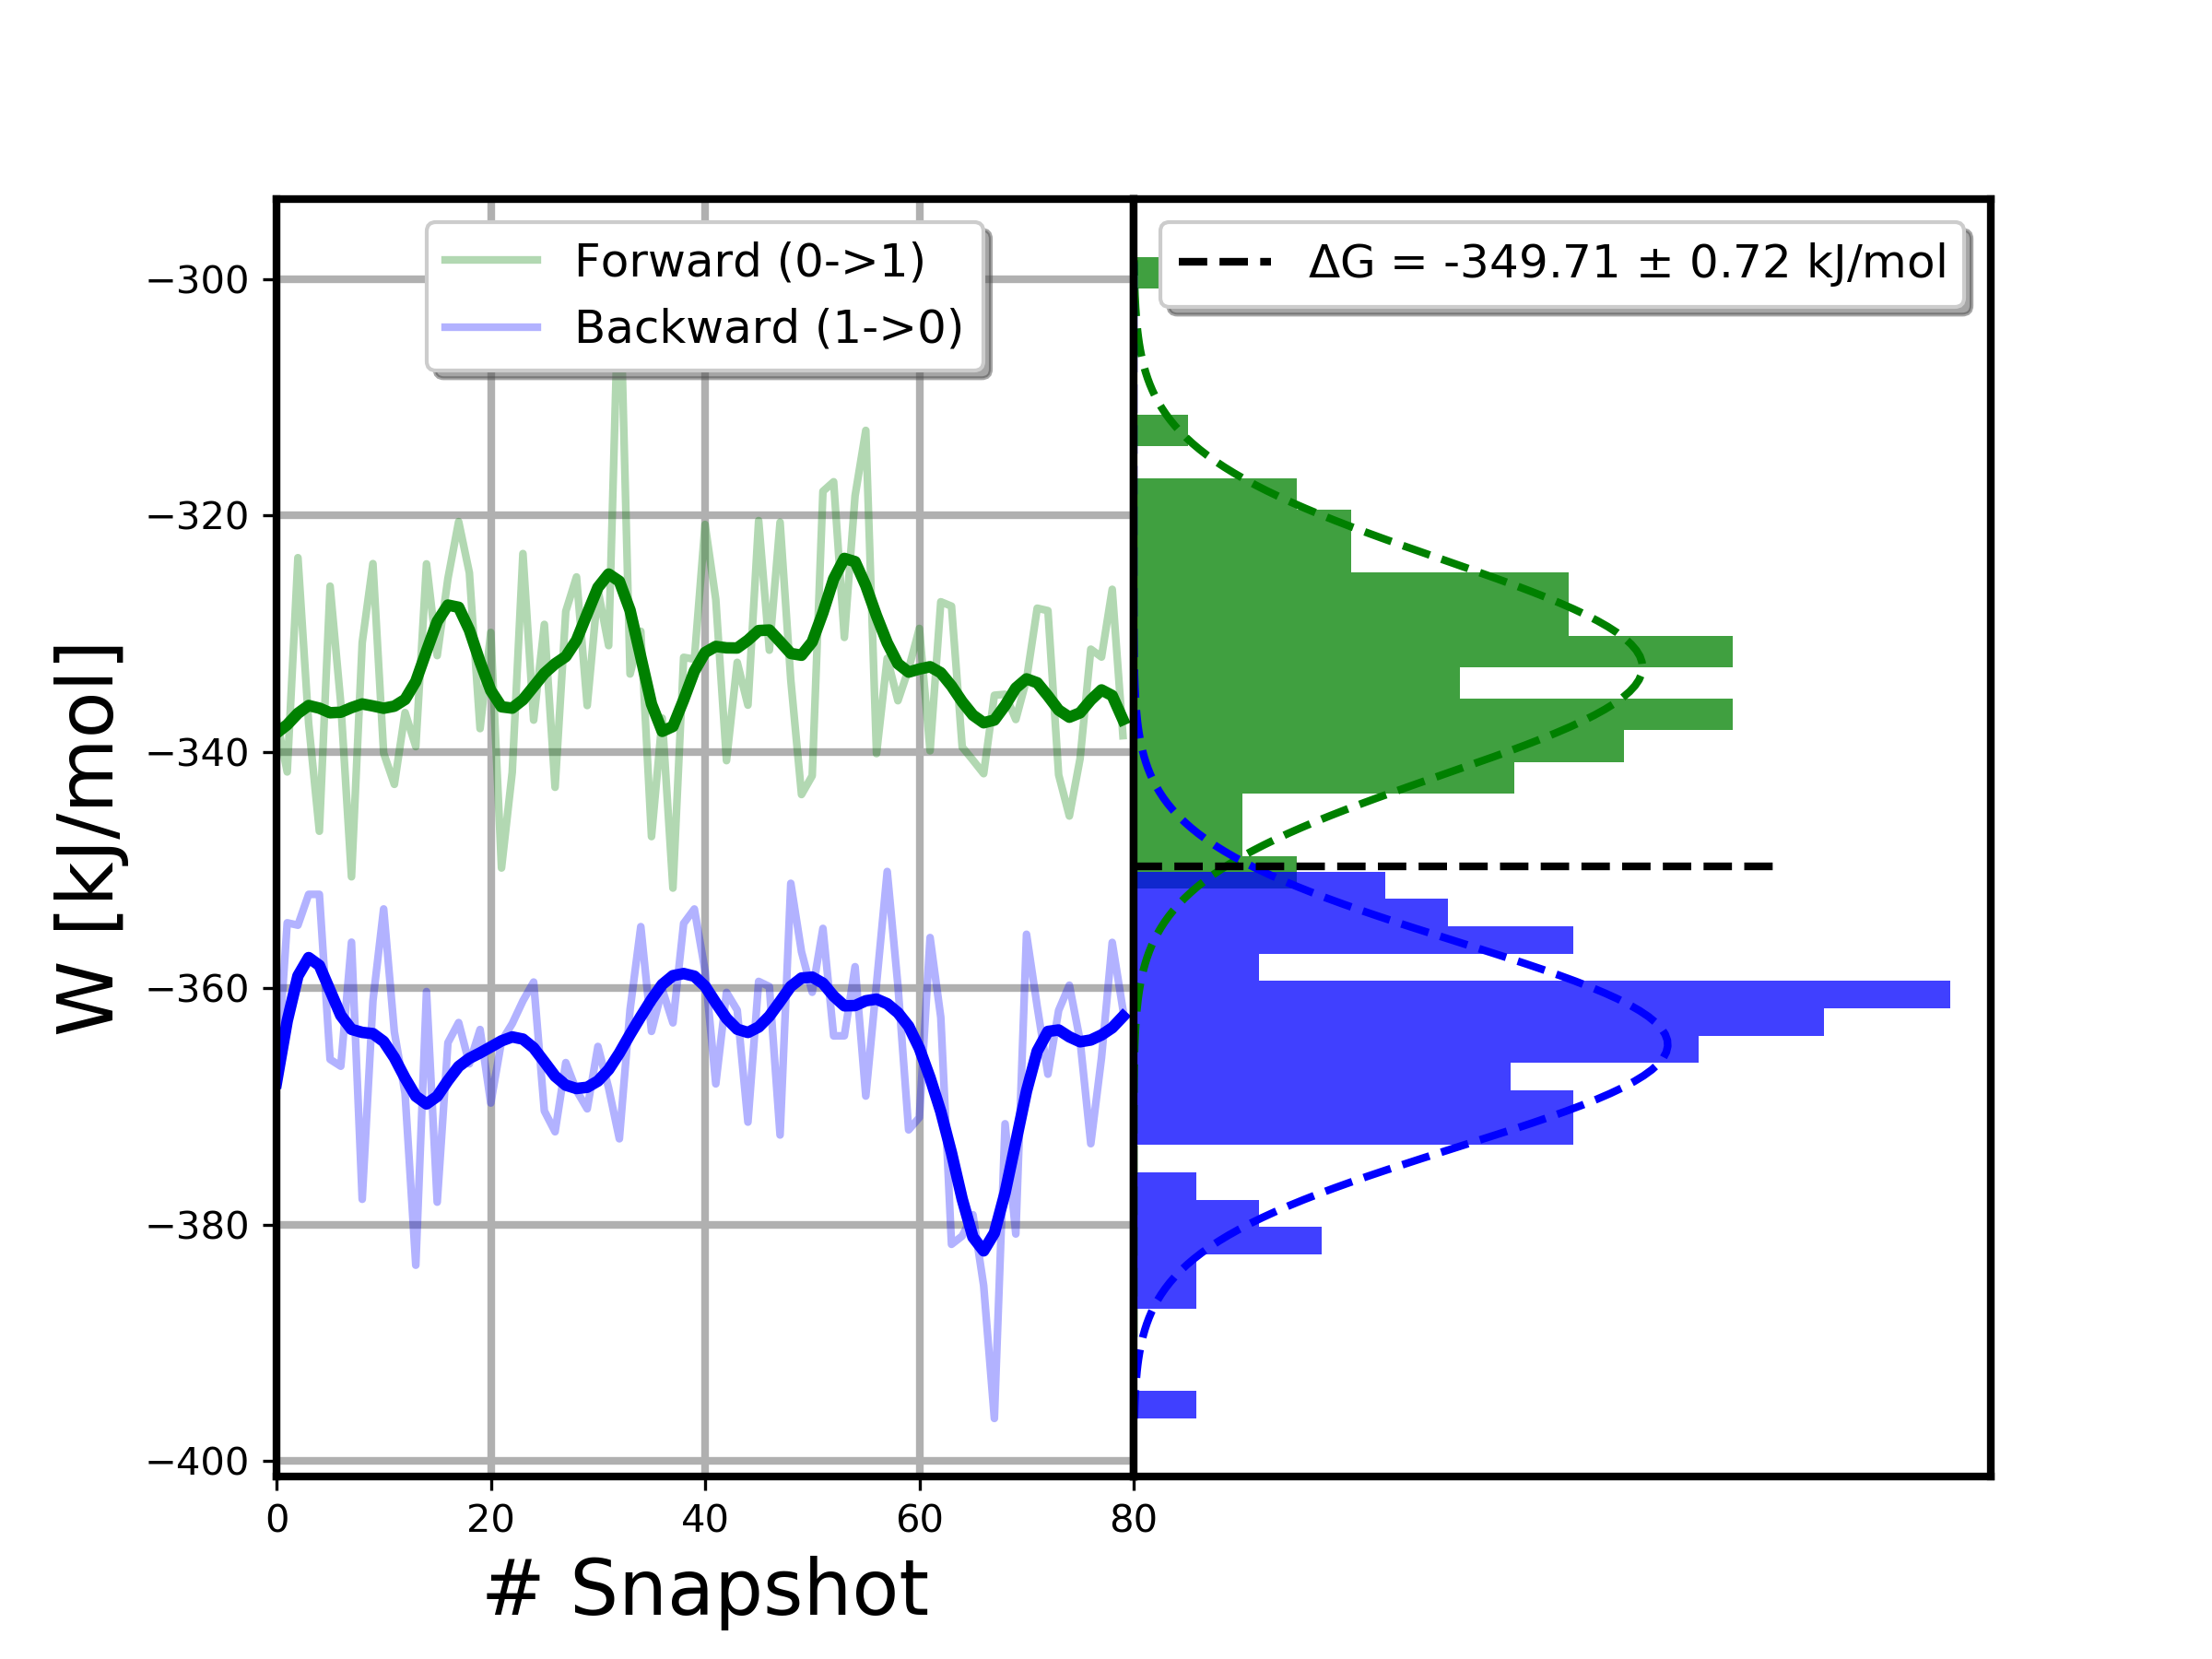 Forward (0->1)
Backward (1->0)
ΔG = -349.71 ± 0.72 kJ/mol
−300
−320
−340
−360
−380
−400
W [kJ/mol]
0 20 40 60 80
# Snapshot